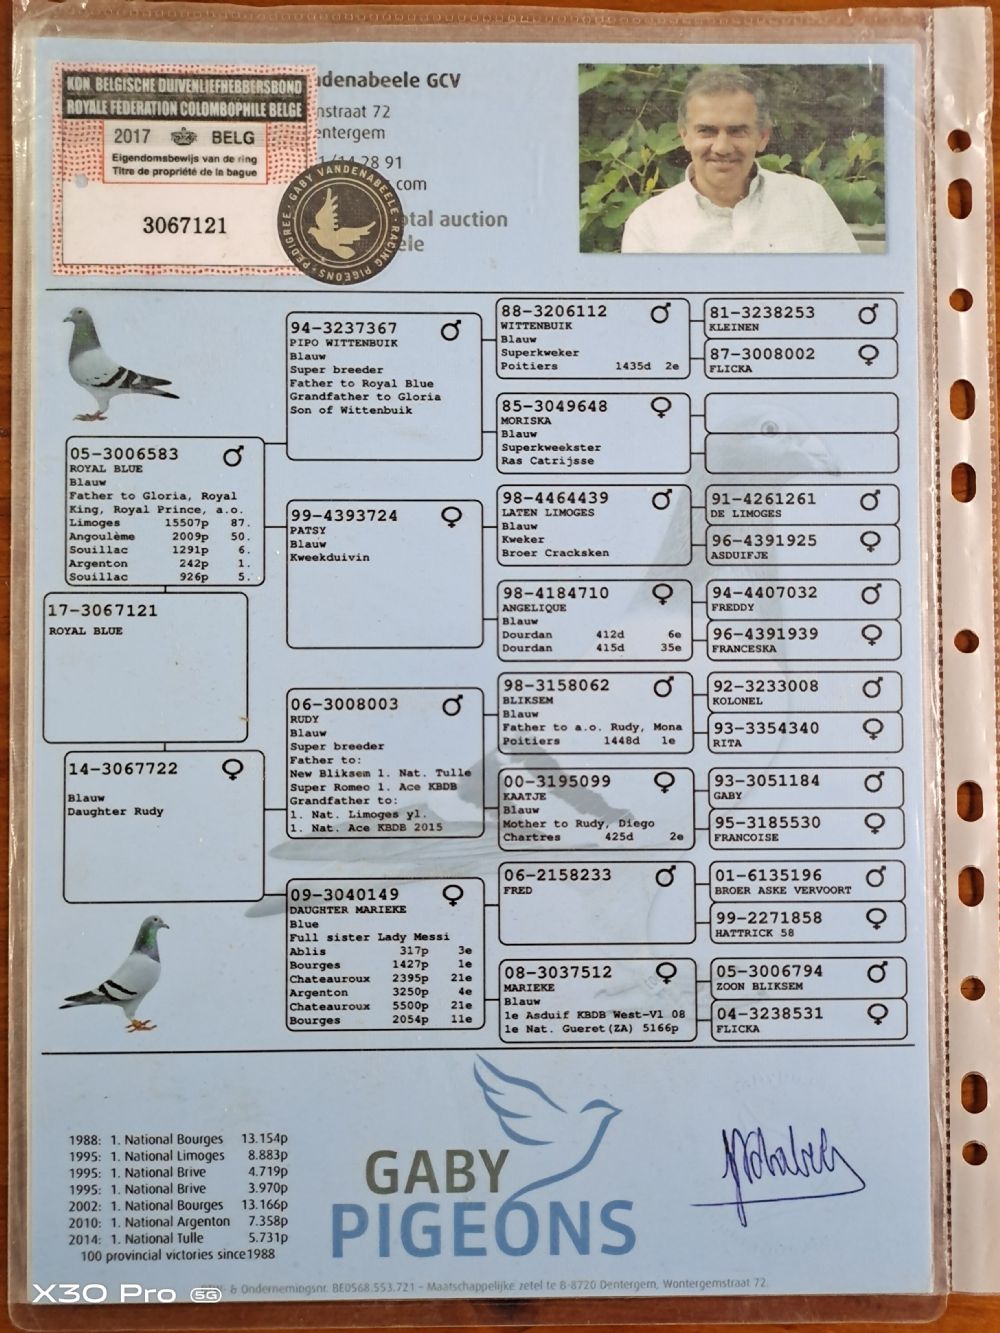 KON. BELGISCHE DUIVENLIEFHEBBERSBOND
ROYALE FÉDÉRATION COLOMBOPHILE BELGE
2017 BELG
Eigendomsbewijs van de ring
Titre de propriété de la bague
3067121
PEDIGREE · GABY VANDENABEELE · RACING PIGEONS ·
ndenabeele GCV
nstraat 72
entergem
1/14 28 91
.com
otal auction
ele
05-3006583 ♂
ROYAL BLUE
Blauw
Father to Gloria, Royal
King, Royal Prince, a.o.
Limoges 15507p 87.
Angoulème 2009p 50.
Souillac 1291p 6.
Argenton 242p 1.
Souillac 926p 5.
17-3067121
ROYAL BLUE
14-3067722 ♀
Blauw
Daughter Rudy
94-3237367 ♂
PIPO WITTENBUIK
Blauw
Super breeder
Father to Royal Blue
Grandfather to Gloria
Son of Wittenbuik
99-4393724 ♀
PATSY
Blauw
Kweekduivin
06-3008003 ♂
RUDY
Blauw
Super breeder
Father to:
New Bliksem 1. Nat. Tulle
Super Romeo 1. Ace KBDB
Grandfather to:
1. Nat. Limoges yl.
1. Nat. Ace KBDB 2015
09-3040149 ♀
DAUGHTER MARIEKE
Blue
Full sister Lady Messi
Ablis 317p 3e
Bourges 1427p 1e
Chateauroux 2395p 21e
Argenton 3250p 4e
Chateauroux 5500p 21e
Bourges 2054p 11e
88-3206112 ♂
WITTENBUIK
Blauw
Superkweker
Poitiers 1435d 2e
85-3049648 ♀
MORISKA
Blauw
Superkweekster
Ras Catrijsse
98-4464439 ♂
LATEN LIMOGES
Blauw
Kweker
Broer Cracksken
98-4184710 ♀
ANGELIQUE
Blauw
Dourdan 412d 6e
Dourdan 415d 35e
98-3158062 ♂
BLIKSEM
Blauw
Father to a.o. Rudy, Mona
Poitiers 1448d 1e
00-3195099 ♀
KAATJE
Blauw
Mother to Rudy, Diego
Chartres 425d 2e
06-2158233 ♂
FRED
08-3037512 ♀
MARIEKE
Blauw
1e Asduif KBDB West-Vl 08
1e Nat. Gueret(ZA) 5166p
81-3238253 ♂
KLEINEN
87-3008002 ♀
FLICKA
91-4261261 ♂
DE LIMOGES
96-4391925 ♀
ASDUIFJE
94-4407032 ♂
FREDDY
96-4391939 ♀
FRANCESKA
92-3233008 ♂
KOLONEL
93-3354340 ♀
RITA
93-3051184 ♂
GABY
95-3185530 ♀
FRANCOISE
01-6135196 ♂
BROER ASKE VERVOORT
99-2271858 ♀
HATTRICK 58
05-3006794 ♂
ZOON BLIKSEM
04-3238531 ♀
FLICKA
1988: 1. National Bourges 13.154p
1995: 1. National Limoges 8.883p
1995: 1. National Brive 4.719p
1995: 1. National Brive 3.970p
2002: 1. National Bourges 13.166p
2010: 1. National Argenton 7.358p
2014: 1. National Tulle 5.731p
100 provincial victories since1988
GABY
PIGEONS
& Ondernemingsnr. BE0568.553.721 - Maatschappelijke zetel te B-8720 Dentergem, Wontergemstraat 72.
X30 Pro 5G